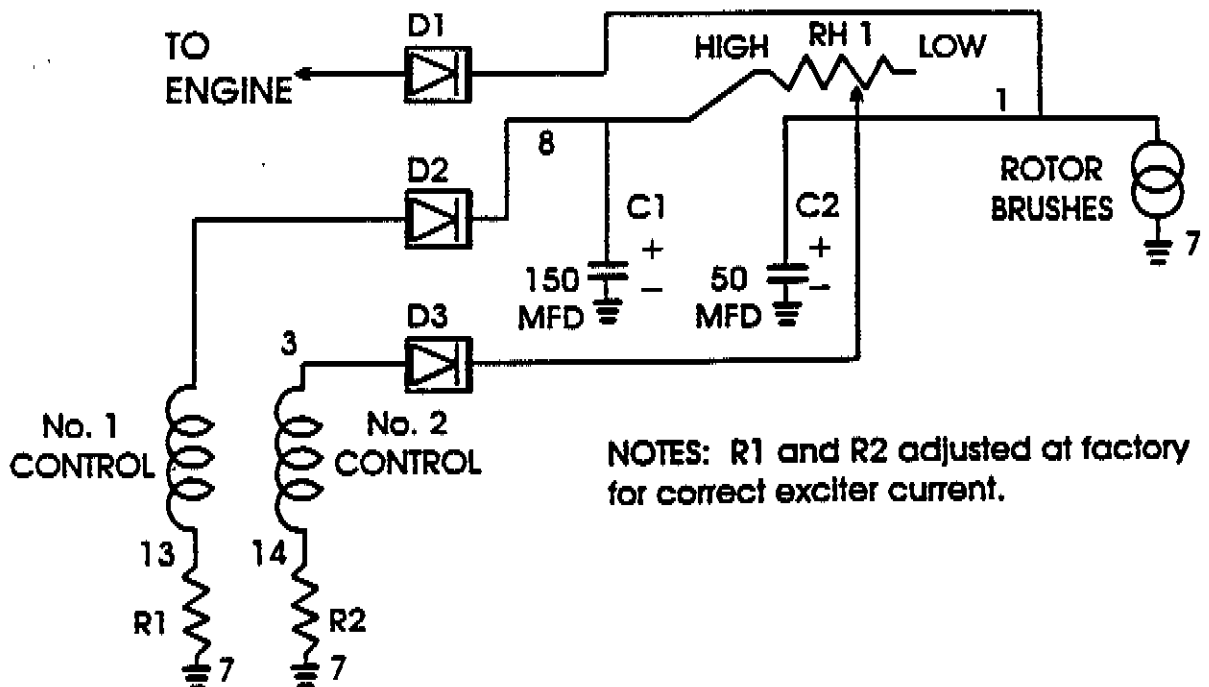 TO
ENGINE
D1
HIGH
RH 1
LOW
1
8
D2
C1
+
–
150
MFD
C2
+
–
50
MFD
ROTOR
BRUSHES
7
D3
3
No. 1
CONTROL
No. 2
CONTROL
NOTES: R1 and R2 adjusted at factory
for correct exciter current.
13
14
R1
R2
7
7